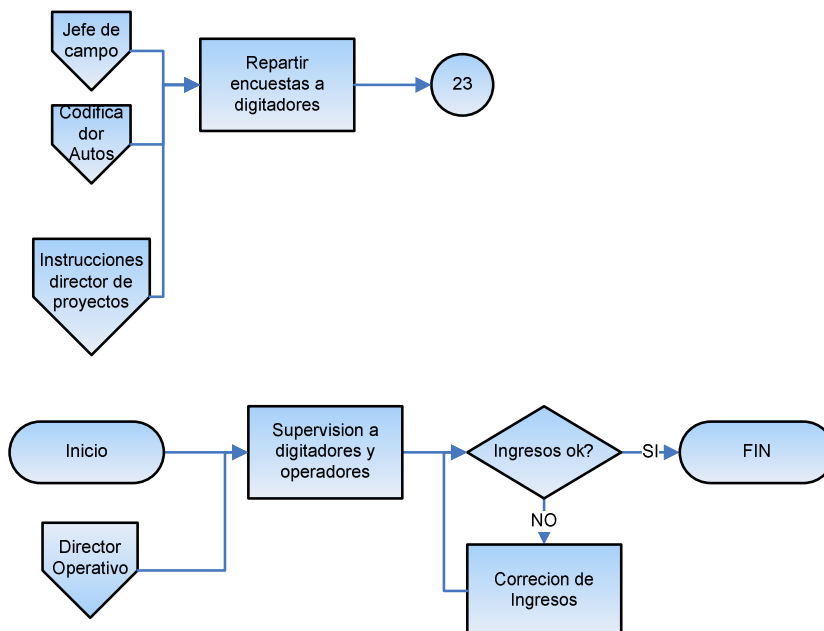 Jefe de
campo
Repartir
encuestas a
digitadores
23
Codifica
dor
Autos
Instrucciones
director de
proyectos
Inicio
Supervision a
digitadores y
operadores
Ingresos ok?
SI
FIN
NO
Director
Operativo
Correcion de
Ingresos